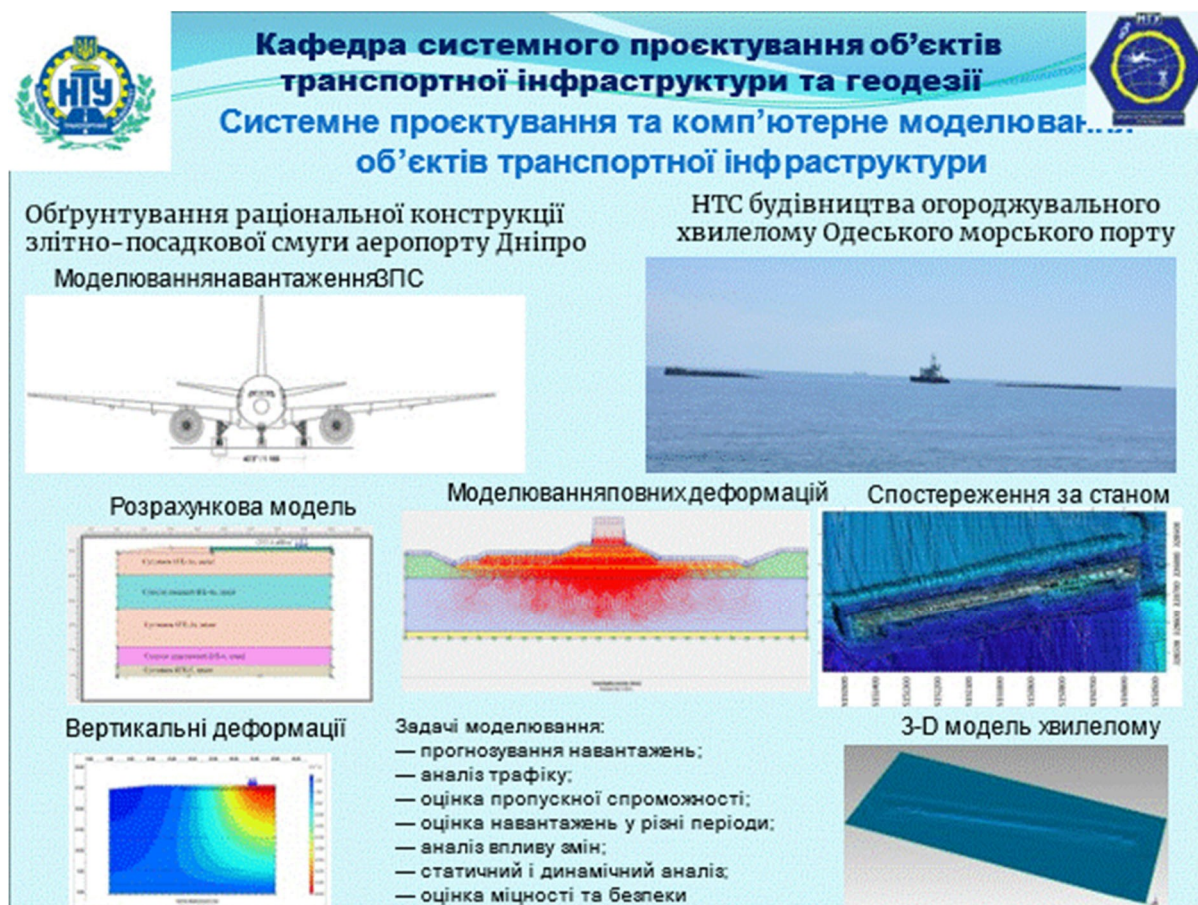 НТУ
НТУ
Кафедра системного проєктування об’єктів
транспортної інфраструктури та геодезії
Системне проєктування та комп’ютерне моделювання
об’єктів транспортної інфраструктури
Обґрунтування раціональної конструкції
злітно-посадкової смуги аеропорту Дніпро
НТС будівництва огороджувального
хвилелому Одеського морського порту
МоделюваннянавантаженняЗПС
Розрахункова модель
Моделюванняповнихдеформацій
Спостереження за станом
Вертикальні деформації
Задачі моделювання:
— прогнозування навантажень;
— аналіз трафіку;
— оцінка пропускної спроможності;
— оцінка навантажень у різні періоди;
— аналіз впливу змін;
— статичний і динамічний аналіз;
— оцінка міцності та безпеки
3-D модель хвилелому